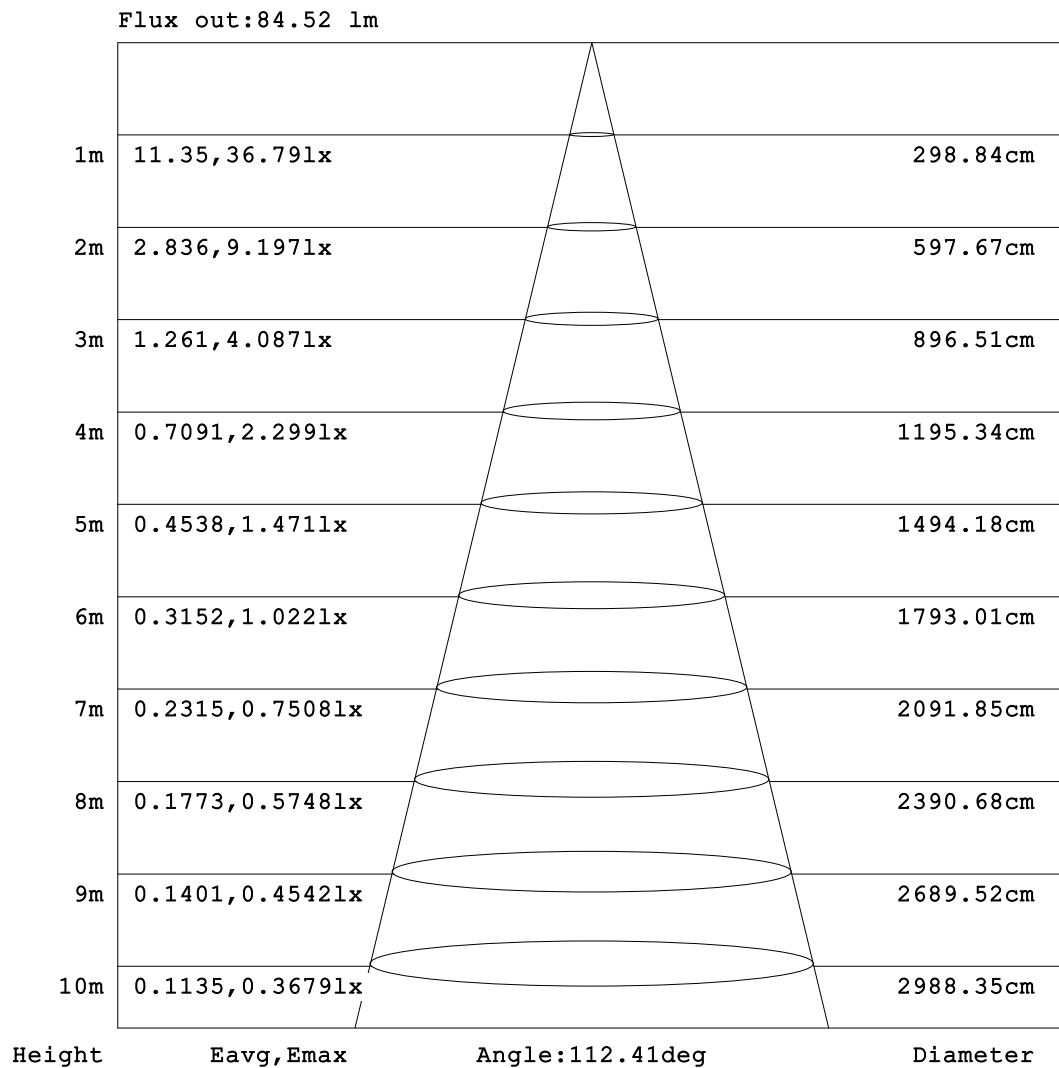 Flux out:84.52 lm
1m 11.35,36.79lx 298.84cm
2m 2.836,9.197lx 597.67cm
3m 1.261,4.087lx 896.51cm
4m 0.7091,2.299lx 1195.34cm
5m 0.4538,1.471lx 1494.18cm
6m 0.3152,1.022lx 1793.01cm
7m 0.2315,0.7508lx 2091.85cm
8m 0.1773,0.5748lx 2390.68cm
9m 0.1401,0.4542lx 2689.52cm
10m 0.1135,0.3679lx 2988.35cm
Height Eavg,Emax Angle:112.41deg Diameter